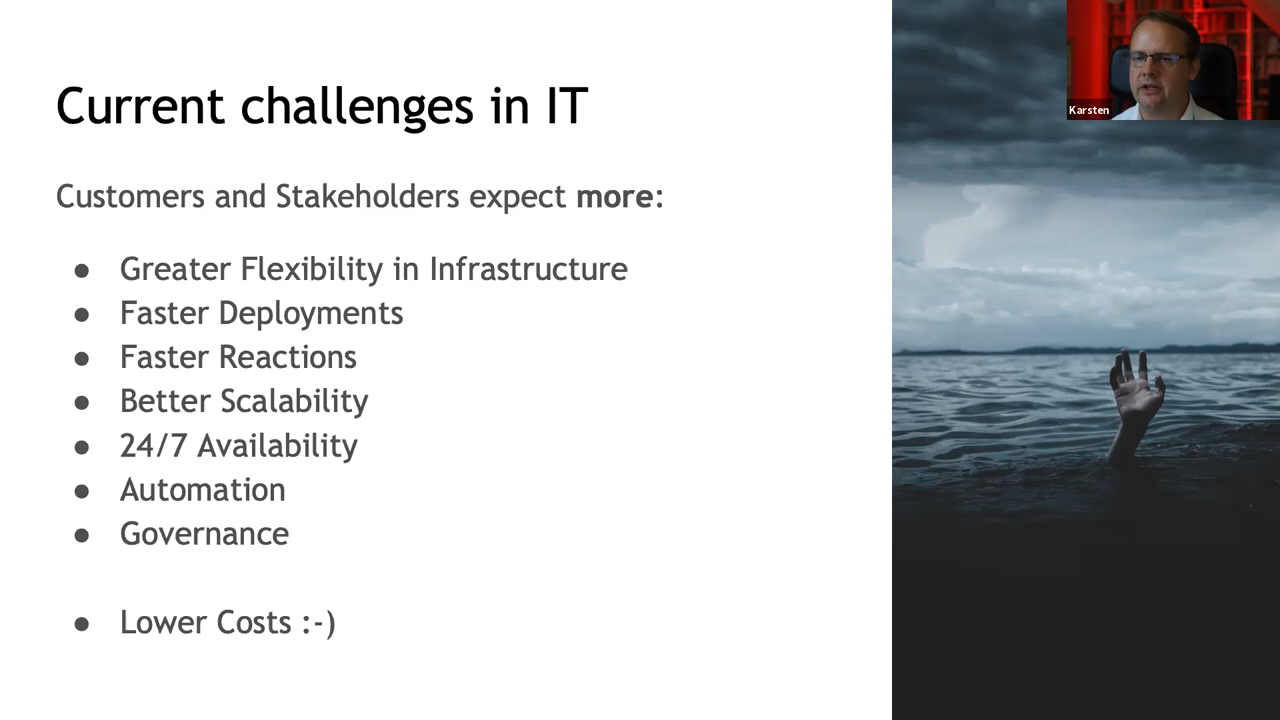 Current challenges in IT
Customers and Stakeholders expect more:
● Greater Flexibility in Infrastructure
● Faster Deployments
● Faster Reactions
● Better Scalability
● 24/7 Availability
● Automation
● Governance
● Lower Costs :-)
Karsten